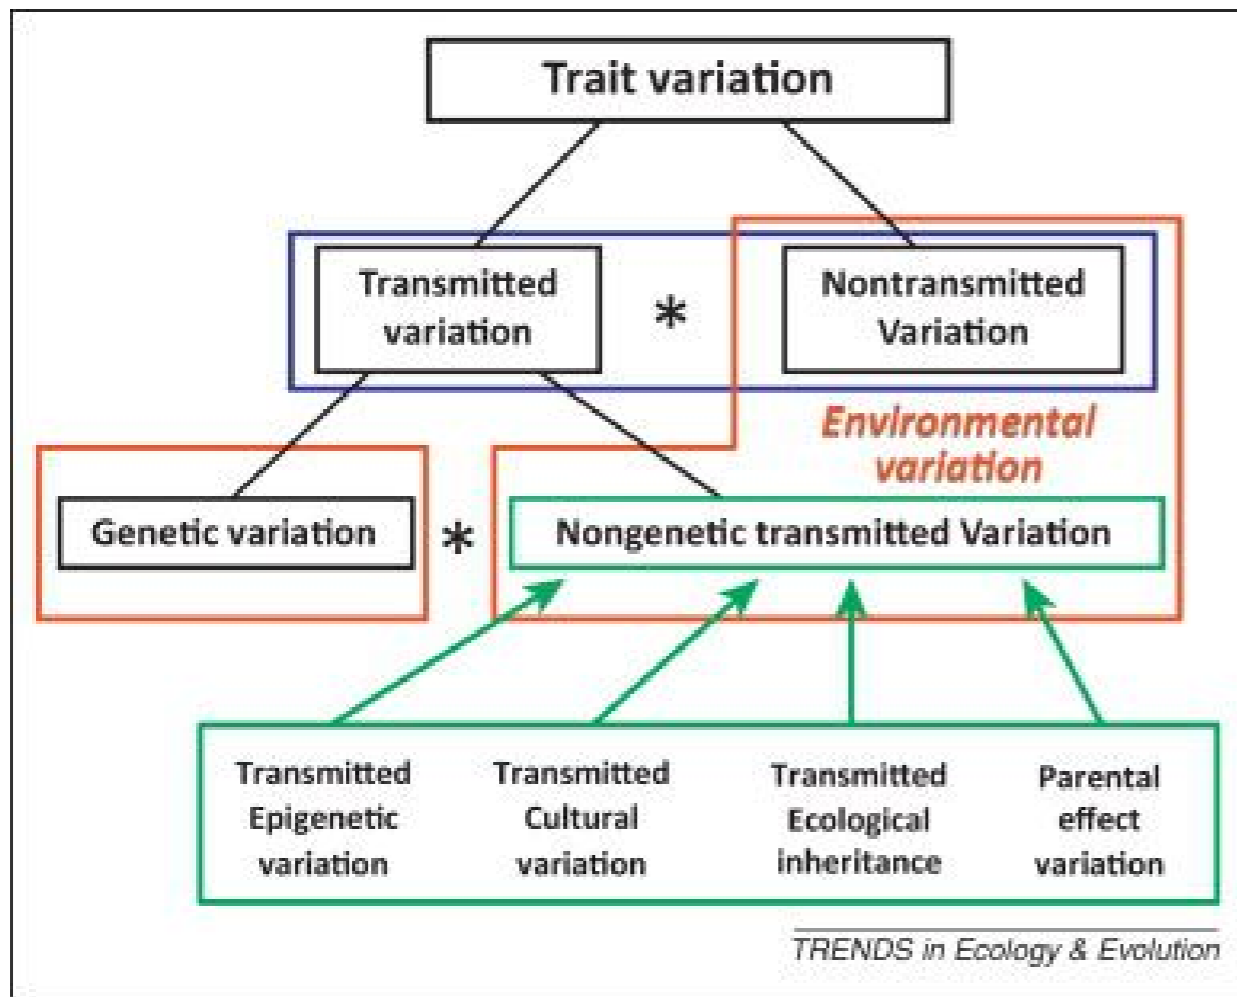 Trait variation
Transmitted
variation
*
Nontransmitted
Variation
Environmental
variation
Genetic variation
*
Nongenetic transmitted Variation
Transmitted
Epigenetic
variation
Transmitted
Cultural
variation
Transmitted
Ecological
inheritance
Parental
effect
variation
TRENDS in Ecology & Evolution